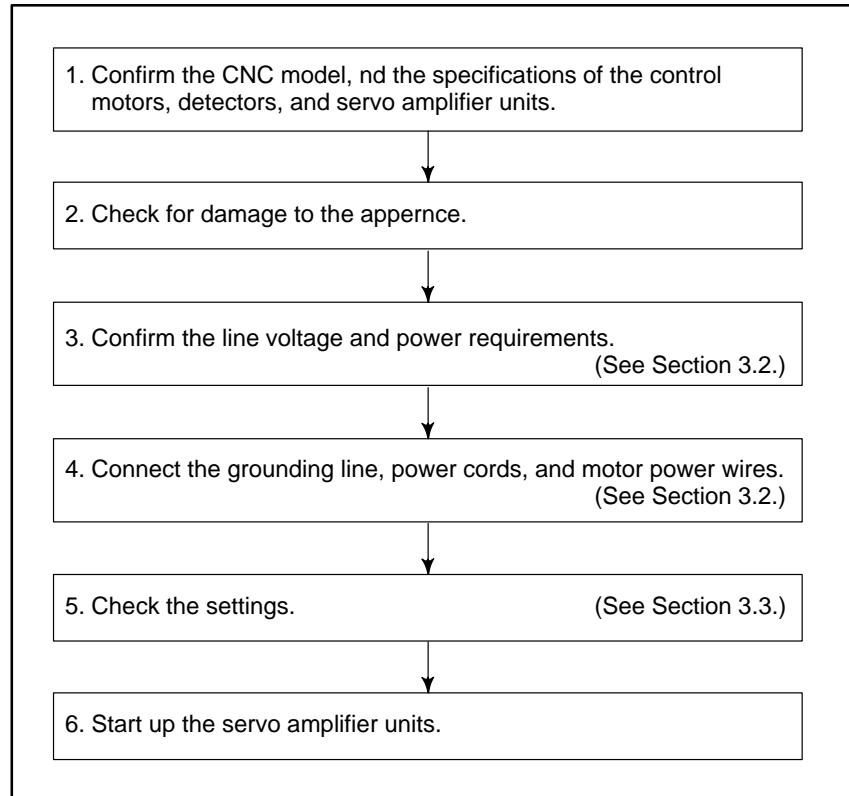 1. Confirm the CNC model, nd the specifications of the control
motors, detectors, and servo amplifier units.
2. Check for damage to the appernce.
3. Confirm the line voltage and power requirements.
(See Section 3.2.)
4. Connect the grounding line, power cords, and motor power wires.
(See Section 3.2.)
5. Check the settings. (See Section 3.3.)
6. Start up the servo amplifier units.